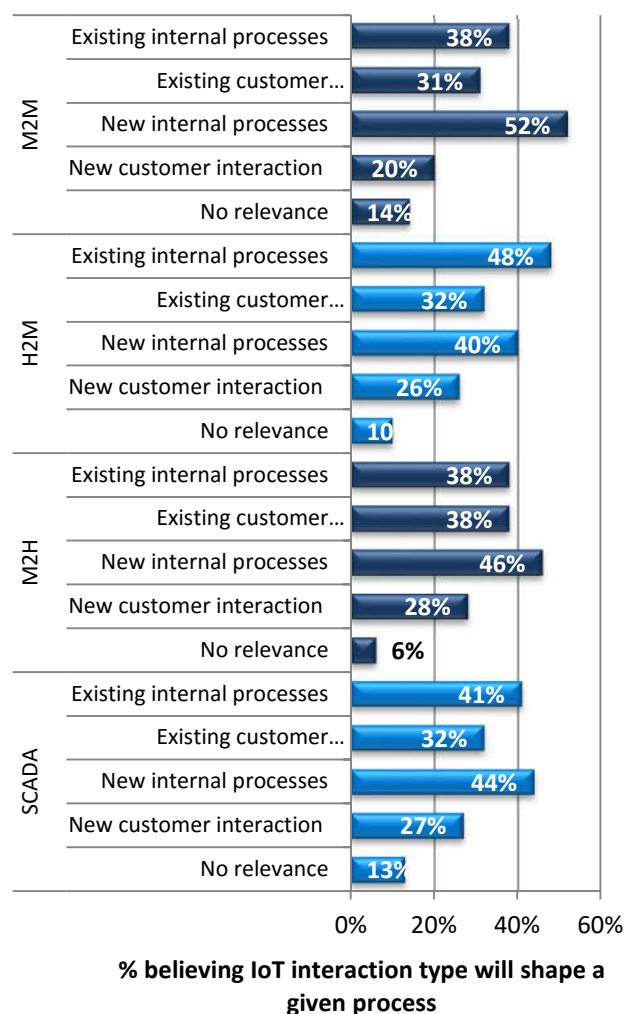 M2M
Existing internal processes 38%
Existing customer... 31%
New internal processes 52%
New customer interaction 20%
No relevance 14%
H2M
Existing internal processes 48%
Existing customer... 32%
New internal processes 40%
New customer interaction 26%
No relevance 10
M2H
Existing internal processes 38%
Existing customer... 38%
New internal processes 46%
New customer interaction 28%
No relevance 6%
SCADA
Existing internal processes 41%
Existing customer... 32%
New internal processes 44%
New customer interaction 27%
No relevance 13%
0% 20% 40% 60%
% believing IoT interaction type will shape a
given process